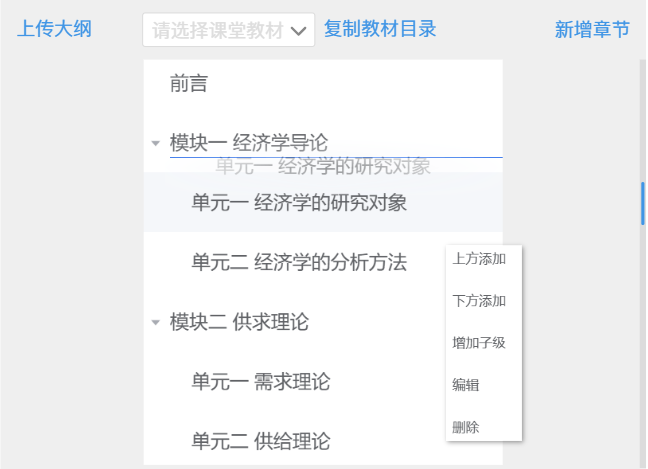 上传大纲
请选择课堂教材
复制教材目录
新增章节
前言
模块一 经济学导论
单元一 经济学的研究对象
单元一 经济学的研究对象
单元二 经济学的分析方法
模块二 供求理论
单元一 需求理论
单元二 供给理论
上方添加
下方添加
增加子级
编辑
删除